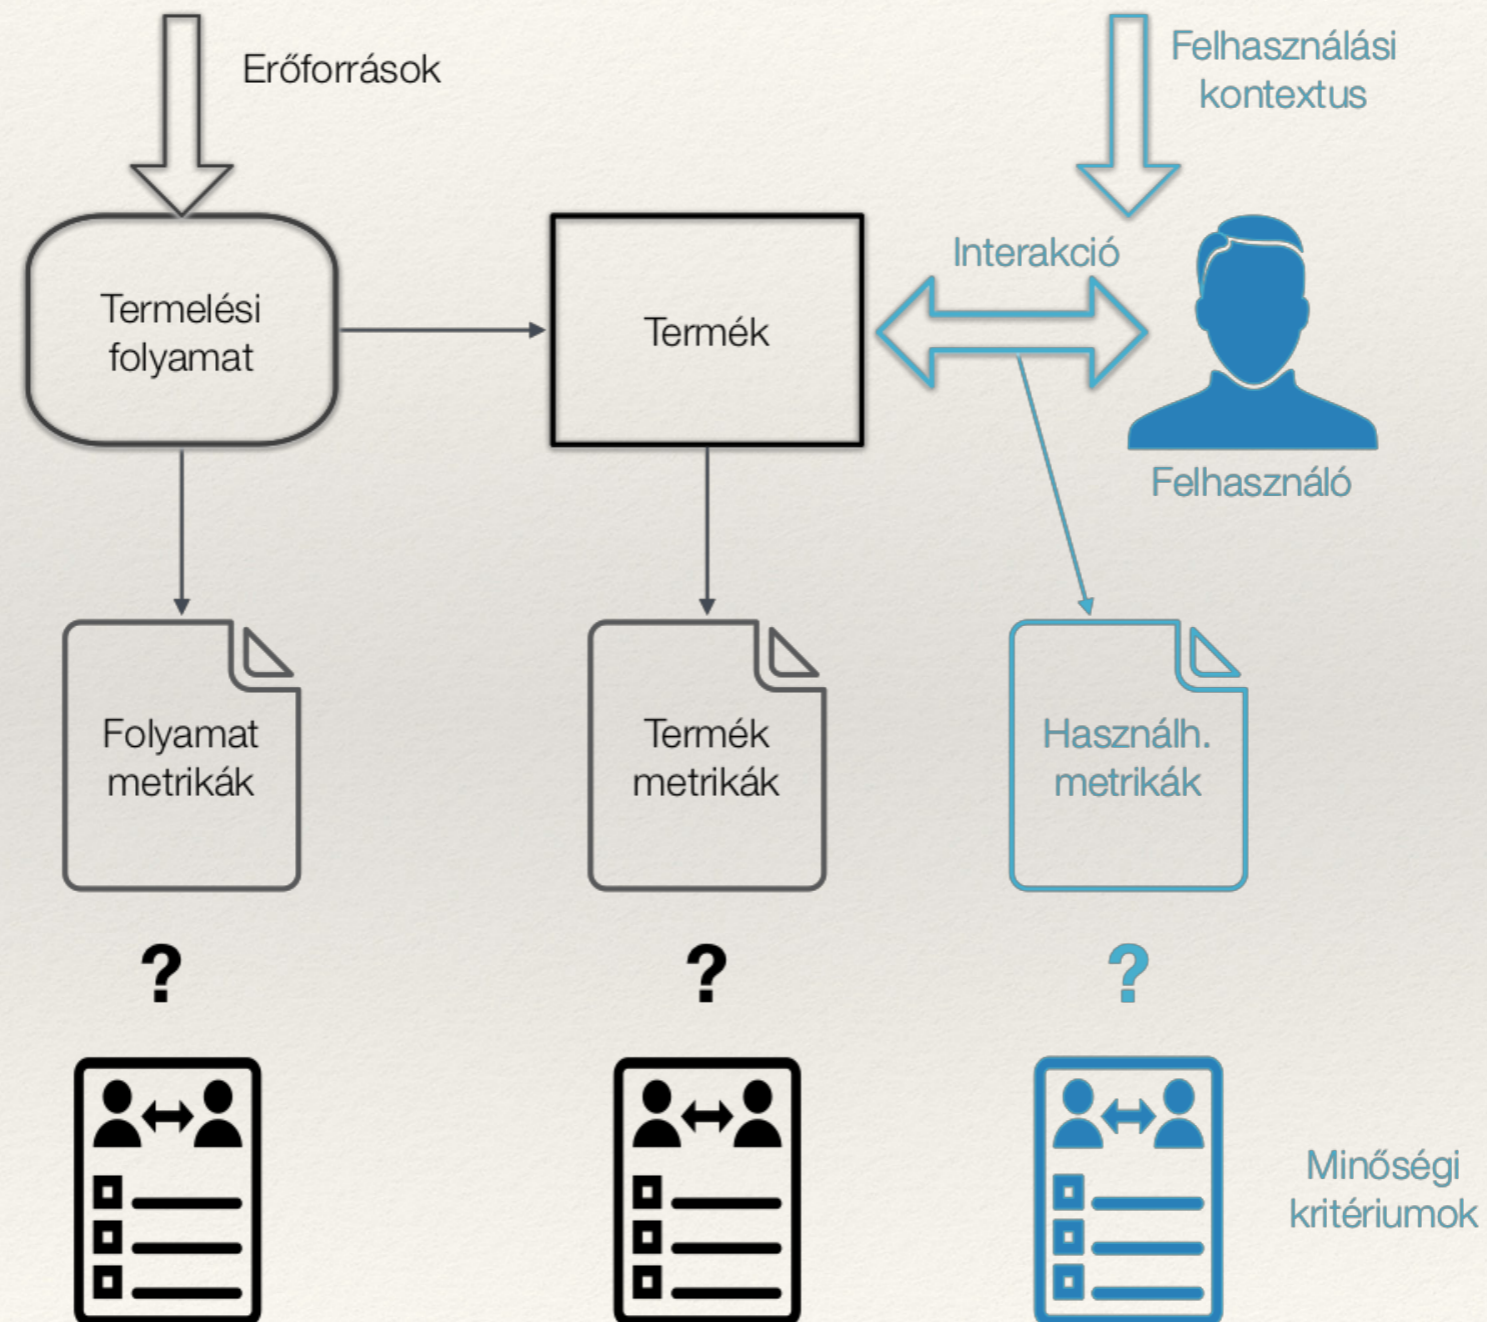 Erőforrások
Felhasználási
kontextus
Interakció
Termelési
folyamat
Termék
Felhasználó
Folyamat
metrikák
Termék
metrikák
Használh.
metrikák
?
?
?
Minőségi
kritériumok